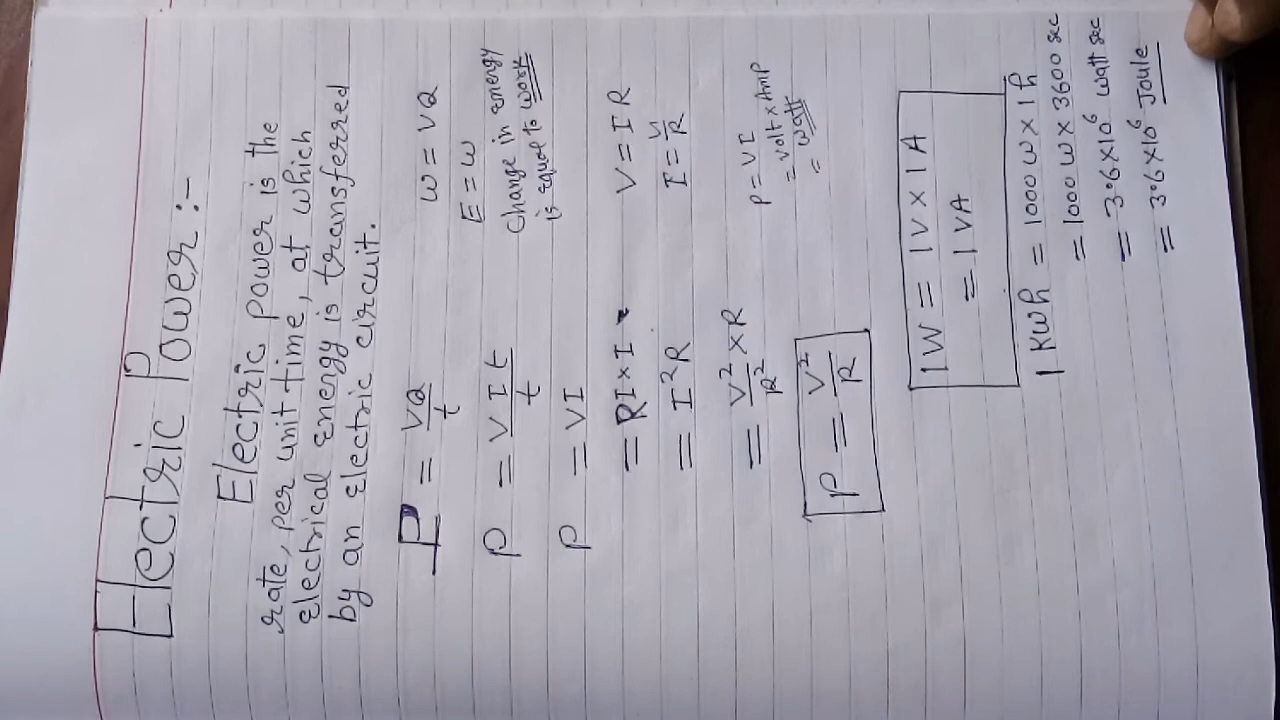 Electric Power :-
Electric power is the
rate, per unit time, at which
electrical energy is transferred
by an electric circuit.
P = VQ/t
W = VQ
E = W
change in energy
is equal to work
P = VIt/t
P = VI
= RI × I
V = IR
= I²R
I = V/R
= V²/R² × R
P = VI
= Volt × Amp
= Watt
P = V²/R
1W = 1V × 1A
= 1VA
1 KWh = 1000 W × 1h
= 1000 W × 3600 sec
= 3.6 × 10⁶ Watt sec
= 3.6 × 10⁶ Joule